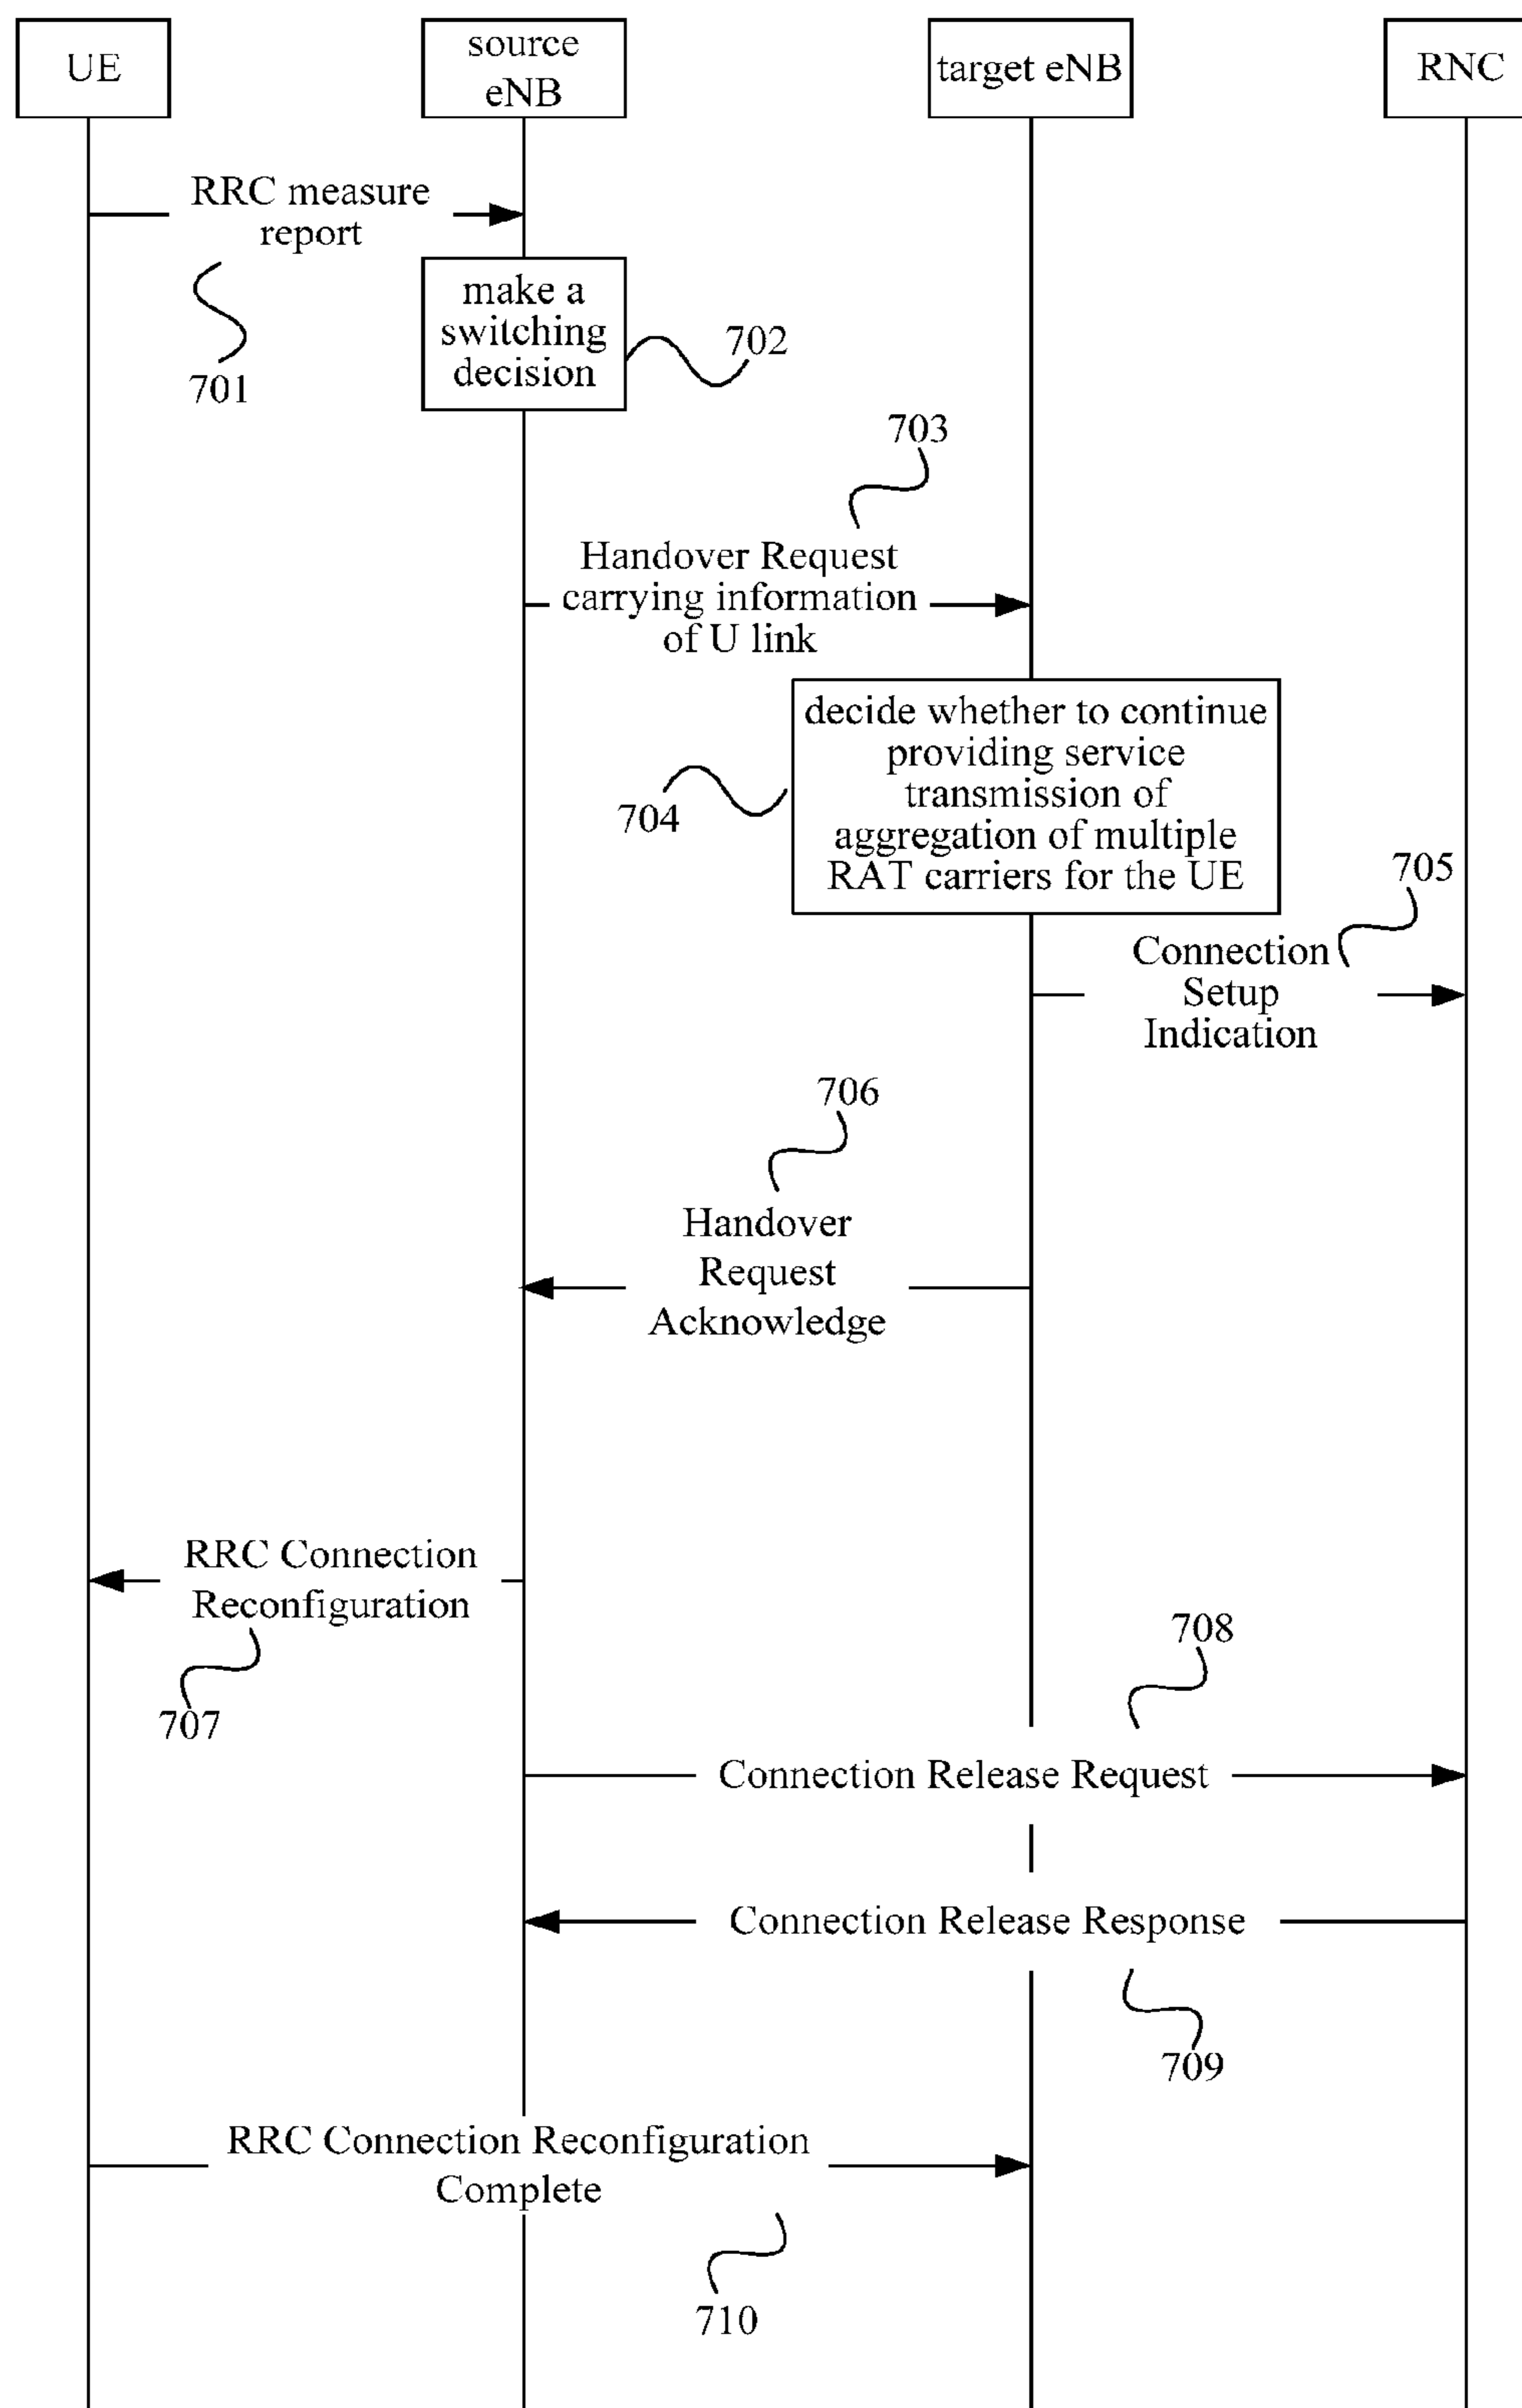 UE
source
eNB
target eNB
RNC
RRC measure
report
701
make a
switching
decision
702
703
Handover Request
carrying information
of U link
decide whether to continue
providing service
transmission of
aggregation of multiple
RAT carriers for the UE
704
705
Connection
Setup
Indication
706
Handover
Request
Acknowledge
RRC Connection
Reconfiguration
707
708
Connection Release Request
Connection Release Response
709
RRC Connection Reconfiguration
Complete
710